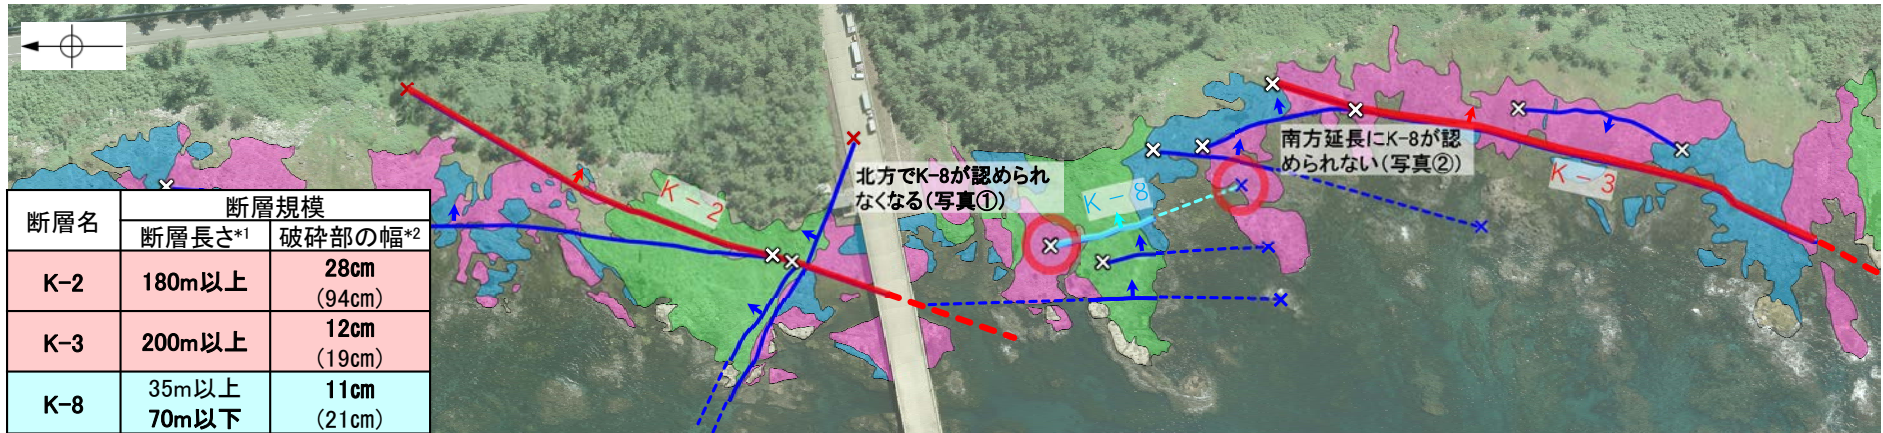 北方でK-8が認められ
なくなる(写真①)
南方延長にK-8が認
められない(写真②)
K-2
K-8
K-3
断層名
断層規模
断層長さ*1
破砕部の幅*2
K-2
180m以上
28cm
(94cm)
K-3
200m以上
12cm
(19cm)
K-8
35m以上
70m以下
11cm
(21cm)